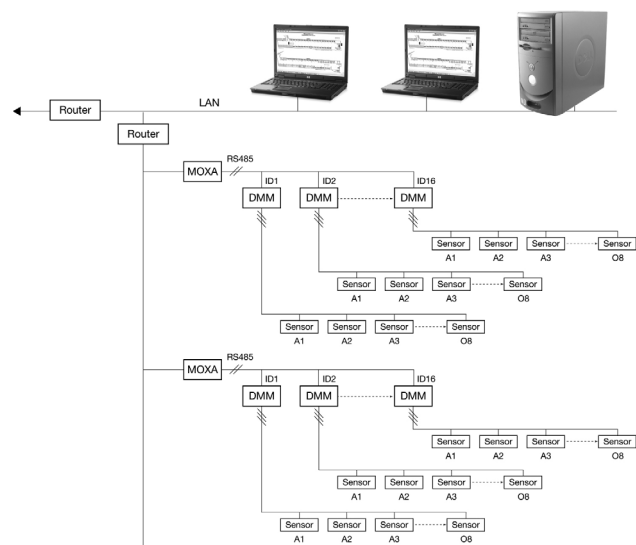 LAN
Router
Router
RS485
MOXA
ID1
ID2
ID16
DMM
DMM
DMM
Sensor
Sensor
Sensor
Sensor
A1
A2
A3
O8
Sensor
Sensor
Sensor
Sensor
A1
A2
A3
O8
Sensor
Sensor
Sensor
Sensor
A1
A2
A3
O8
RS485
MOXA
ID1
ID2
ID16
DMM
DMM
DMM
Sensor
Sensor
Sensor
Sensor
A1
A2
A3
O8
Sensor
Sensor
Sensor
Sensor
A1
A2
A3
O8
Sensor
Sensor
Sensor
Sensor
A1
A2
A3
O8